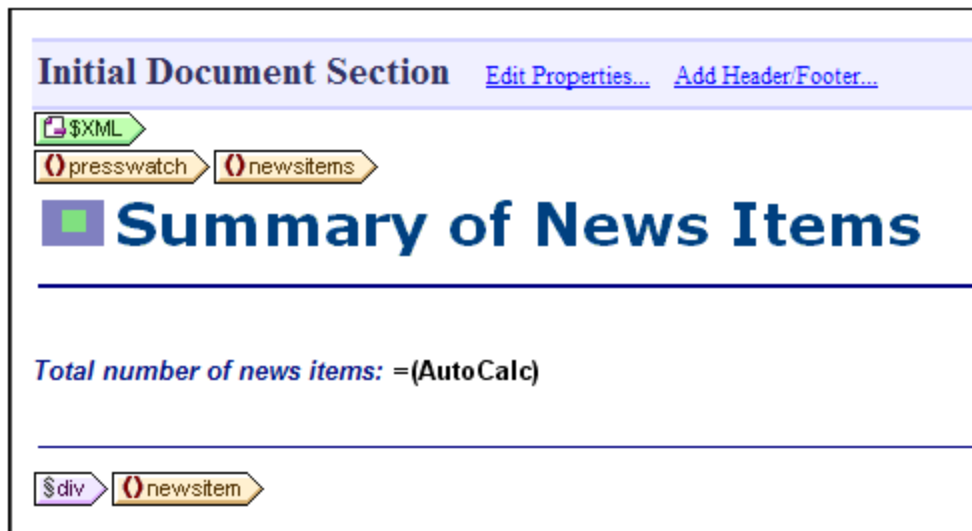 Initial Document Section Edit Properties... Add Header/Footer...
$XML
()presswatch ()newsitems
Summary of News Items
Total number of news items: =(AutoCalc)
§div ()newsitem